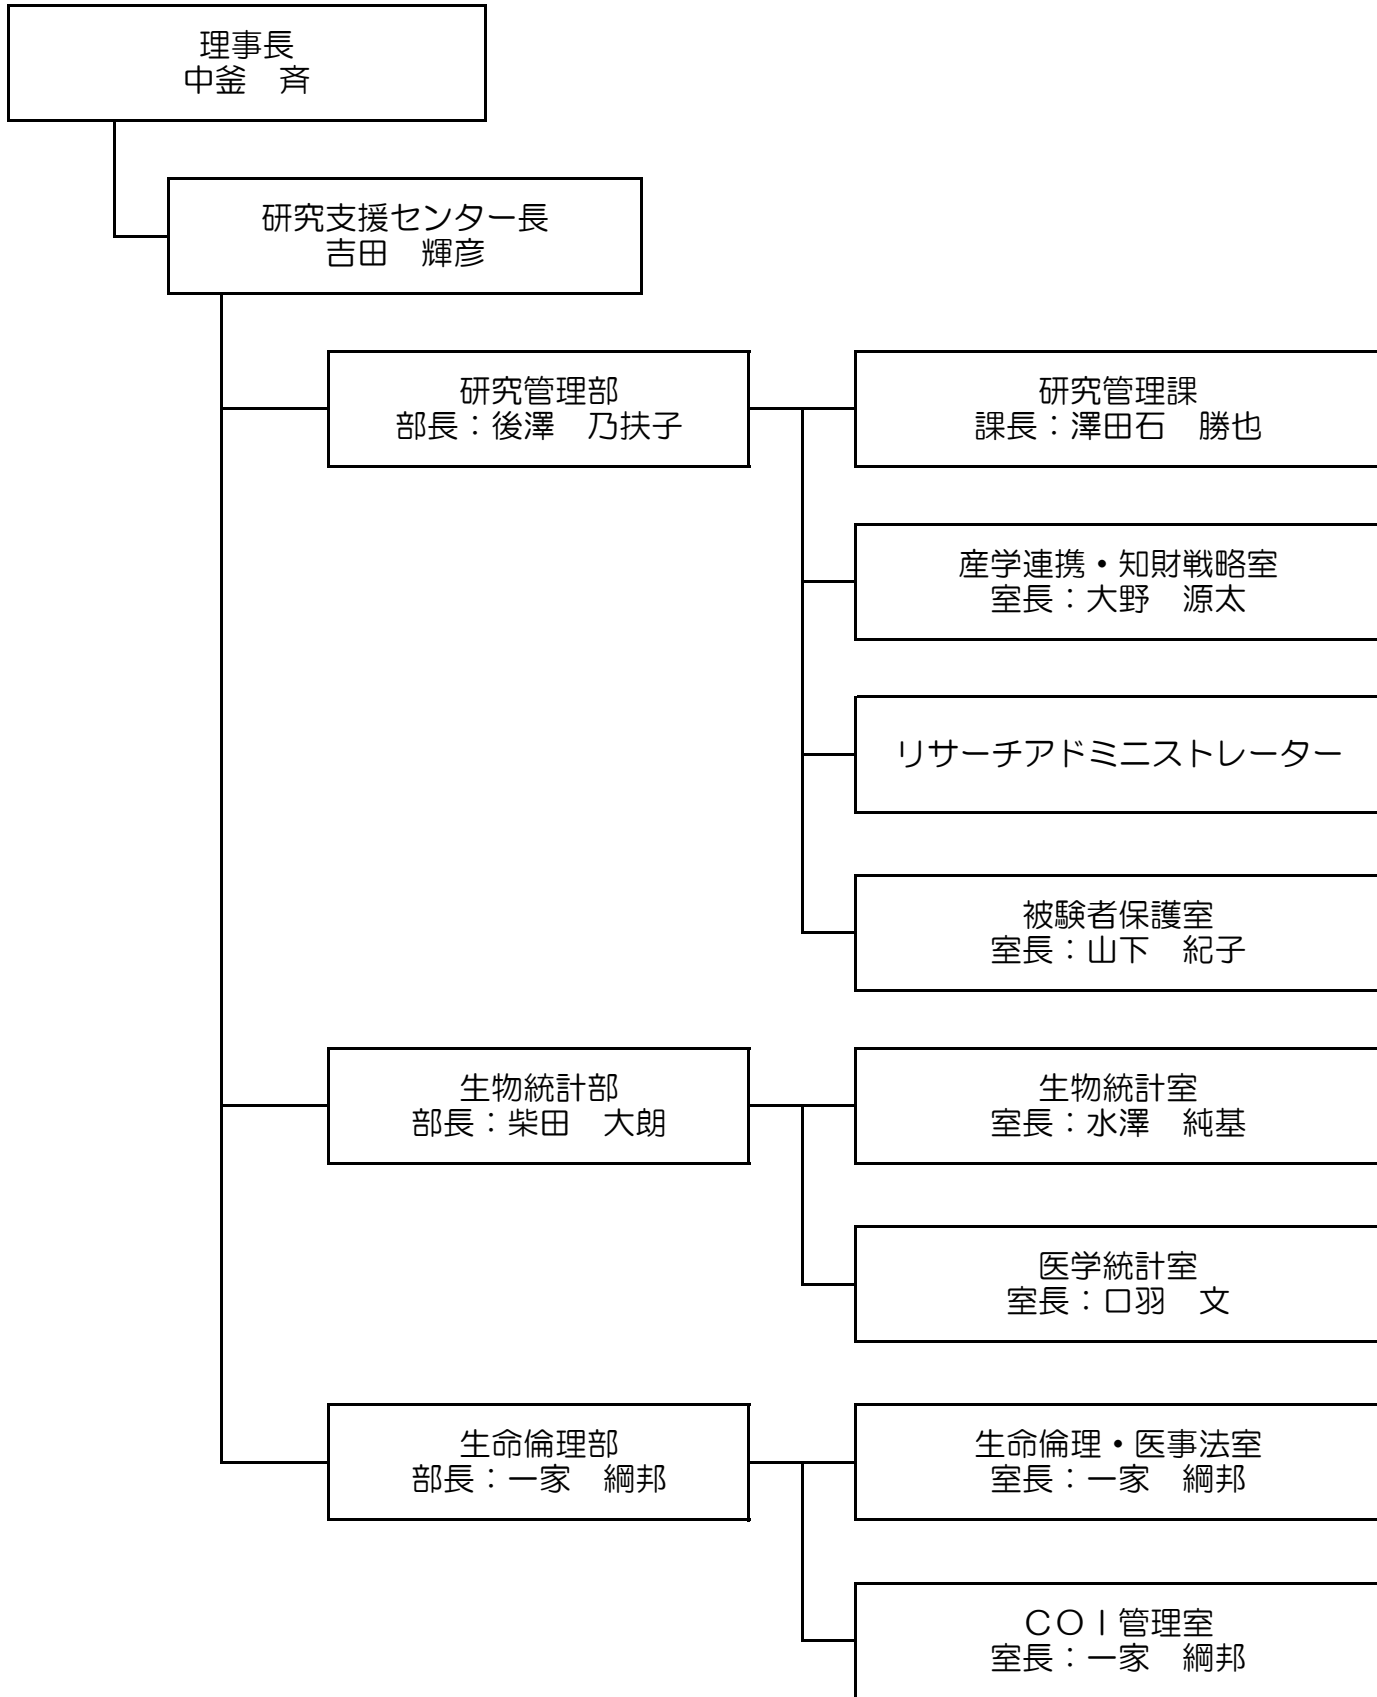 理事長
中釜　斉
研究支援センター長
吉田　輝彦
研究管理部
部長：後澤　乃扶子
研究管理課
課長：澤田石　勝也
産学連携・知財戦略室
室長：大野　源太
リサーチアドミニストレーター
被験者保護室
室長：山下　紀子
生物統計部
部長：柴田　大朗
生物統計室
室長：水澤　純基
医学統計室
室長：口羽　文
生命倫理部
部長：一家　綱邦
生命倫理・医事法室
室長：一家　綱邦
ＣＯＩ管理室
室長：一家　綱邦